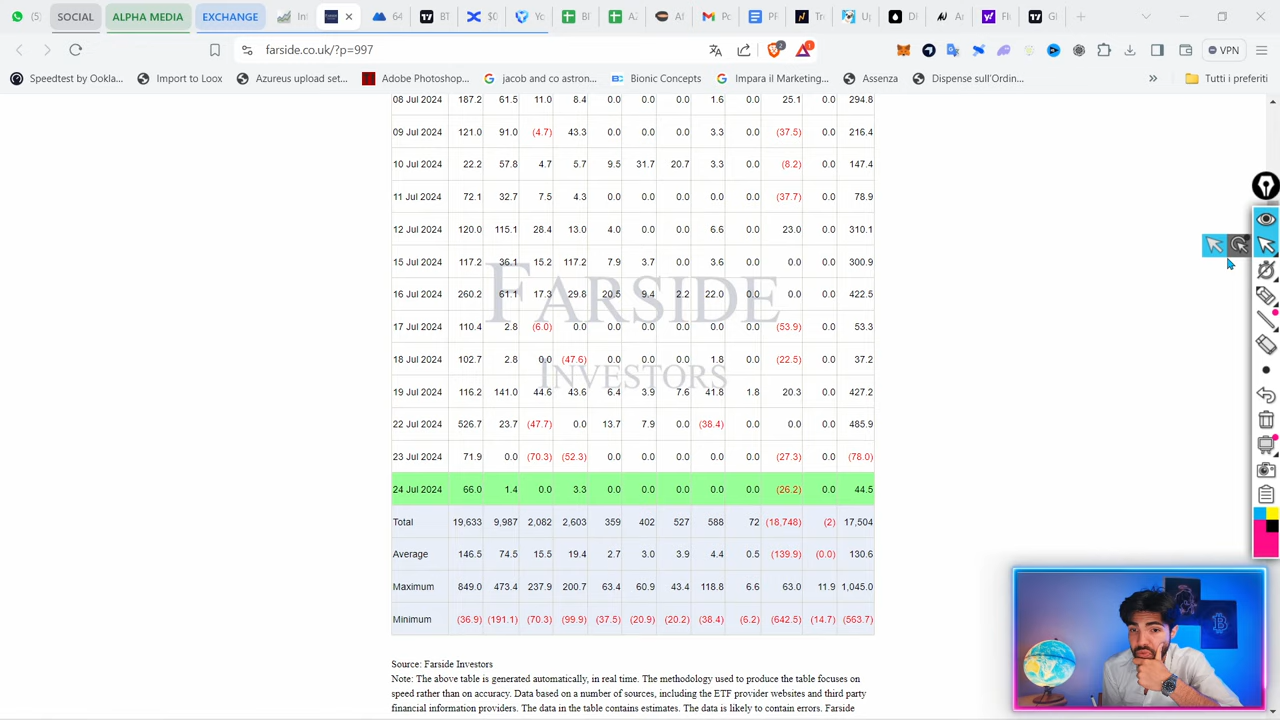 (5)
SOCIAL
ALPHA MEDIA
EXCHANGE
In
64
BT
$
BF
AZ
Af
Pc
Tr
Up
De
Ar
Fli
Gl
farside.co.uk/?p=997
2
1
VPN
Speedtest by Ookla...
Import to Loox
Azureus upload set...
Adobe Photoshop...
jacob and co astron...
Bionic Concepts
Impara il Marketing...
Assenza
Dispense sull'Ordin...
Tutti i preferiti
08 Jul 2024 187.2 61.5 11.0 8.4 0.0 0.0 0.0 1.6 0.0 25.1 0.0 294.8
09 Jul 2024 121.0 91.0 (4.7) 43.3 0.0 0.0 0.0 3.3 0.0 (37.5) 0.0 216.4
10 Jul 2024 22.2 57.8 4.7 5.7 9.5 31.7 20.7 3.3 0.0 (8.2) 0.0 147.4
11 Jul 2024 72.1 32.7 7.5 4.3 0.0 0.0 0.0 0.0 0.0 (37.7) 0.0 78.9
12 Jul 2024 120.0 115.1 28.4 13.0 4.0 0.0 0.0 6.6 0.0 23.0 0.0 310.1
15 Jul 2024 117.2 36.1 15.2 117.2 7.9 3.7 0.0 3.6 0.0 0.0 0.0 300.9
16 Jul 2024 260.2 61.1 17.3 29.8 20.5 9.4 2.2 22.0 0.0 0.0 0.0 422.5
FARSIDE
17 Jul 2024 110.4 2.8 (6.0) 0.0 0.0 0.0 0.0 0.0 0.0 (53.9) 0.0 53.3
18 Jul 2024 102.7 2.8 0.0 (47.6) 0.0 0.0 0.0 1.8 0.0 (22.5) 0.0 37.2
INVESTORS
19 Jul 2024 116.2 141.0 44.6 43.6 6.4 3.9 7.6 41.8 1.8 20.3 0.0 427.2
22 Jul 2024 526.7 23.7 (47.7) 0.0 13.7 7.9 0.0 (38.4) 0.0 0.0 0.0 485.9
23 Jul 2024 71.9 0.0 (70.3) (52.3) 0.0 0.0 0.0 0.0 0.0 (27.3) 0.0 (78.0)
24 Jul 2024 66.0 1.4 0.0 3.3 0.0 0.0 0.0 0.0 0.0 (26.2) 0.0 44.5
Total 19,633 9,987 2,082 2,603 359 402 527 588 72 (18,748) (2) 17,504
Average 146.5 74.5 15.5 19.4 2.7 3.0 3.9 4.4 0.5 (139.9) (0.0) 130.6
Maximum 849.0 473.4 237.9 200.7 63.4 60.9 43.4 118.8 6.6 63.0 11.9 1,045.0
Minimum (36.9) (191.1) (70.3) (99.9) (37.5) (20.9) (20.2) (38.4) (6.2) (642.5) (14.7) (563.7)
Source: Farside Investors
Note: The above table is generated automatically, in real time. The methodology used to produce the table focuses on
speed rather than on accuracy. Data based on a number of sources, including the ETF provider websites and third party
financial information providers. The data in the table contains estimates. The data is likely to contain errors. Farside